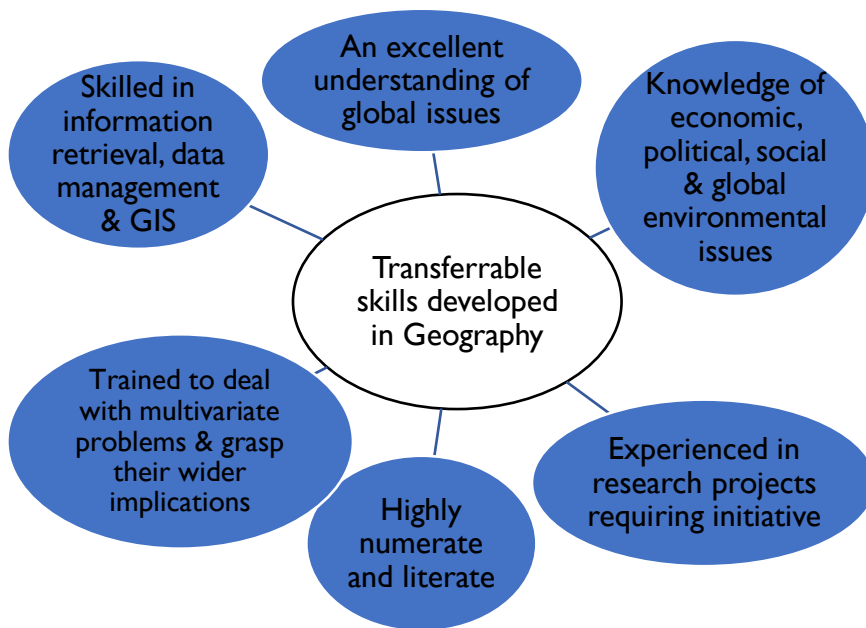 An excellent
understanding of
global issues
Skilled in
information
retrieval, data
management
& GIS
Knowledge of
economic,
political, social
& global
environmental
issues
Transferrable
skills developed
in Geography
Trained to deal
with multivariate
problems & grasp
their wider
implications
Experienced in
research projects
requiring initiative
Highly
numerate
and literate